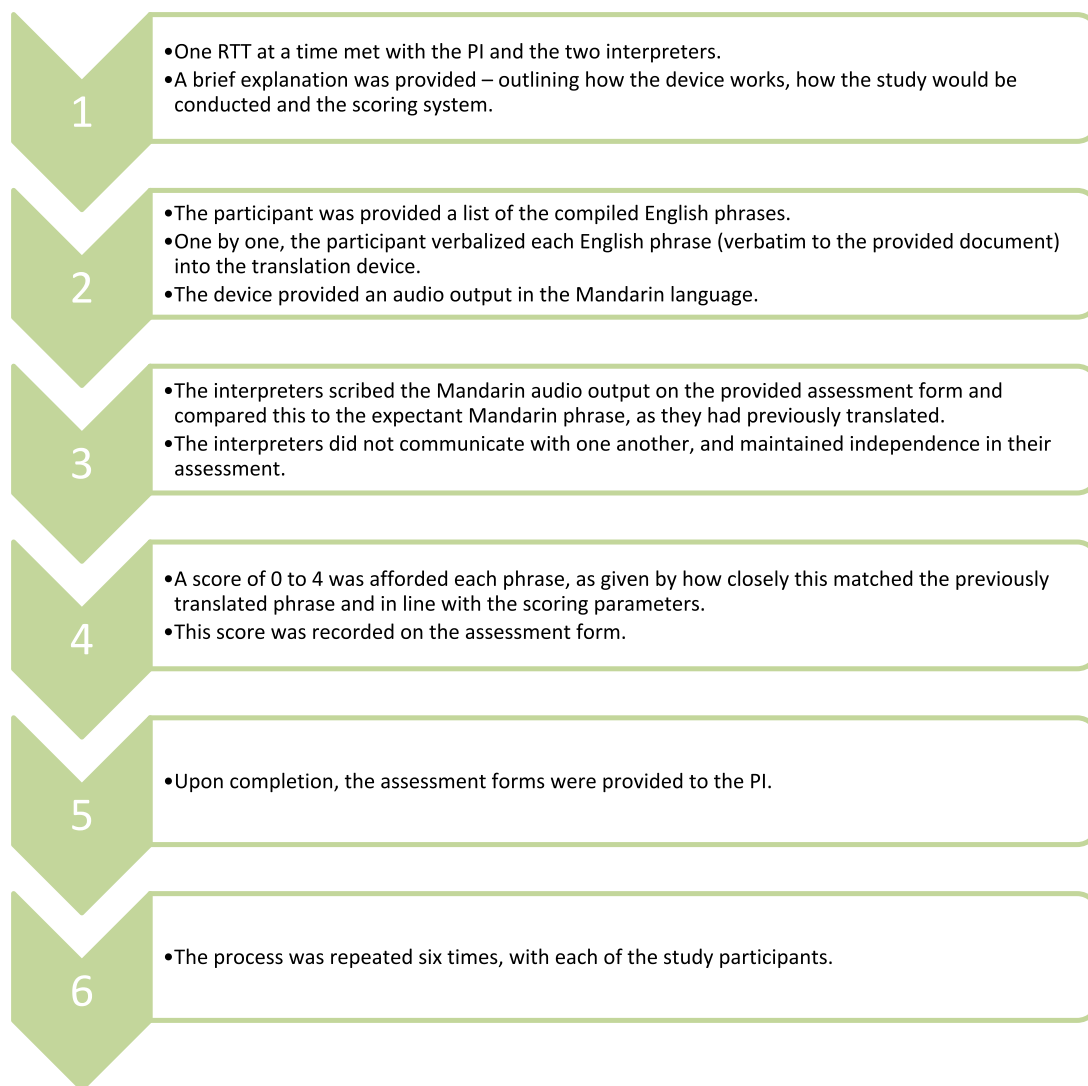 1
•One RTT at a time met with the PI and the two interpreters.
•A brief explanation was provided – outlining how the device works, how the study would be
conducted and the scoring system.
2
•The participant was provided a list of the compiled English phrases.
•One by one, the participant verbalized each English phrase (verbatim to the provided document)
into the translation device.
•The device provided an audio output in the Mandarin language.
3
•The interpreters scribed the Mandarin audio output on the provided assessment form and
compared this to the expectant Mandarin phrase, as they had previously translated.
•The interpreters did not communicate with one another, and maintained independence in their
assessment.
4
•A score of 0 to 4 was afforded each phrase, as given by how closely this matched the previously
translated phrase and in line with the scoring parameters.
•This score was recorded on the assessment form.
5
•Upon completion, the assessment forms were provided to the PI.
6
•The process was repeated six times, with each of the study participants.